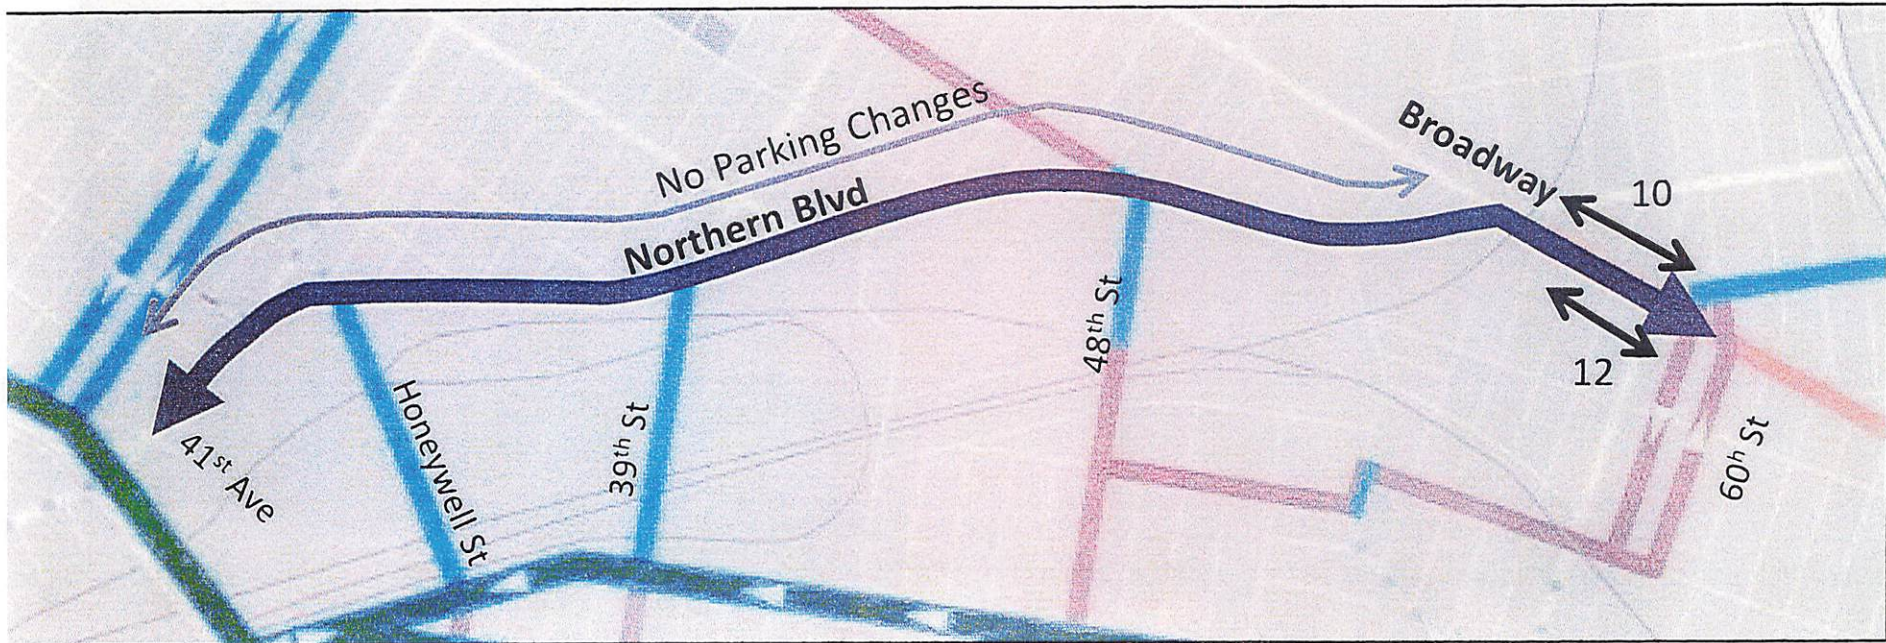 No Parking Changes
Northern Blvd
Broadway
10
12
48th St
39th St
Honeywell St
41st Ave
60h St